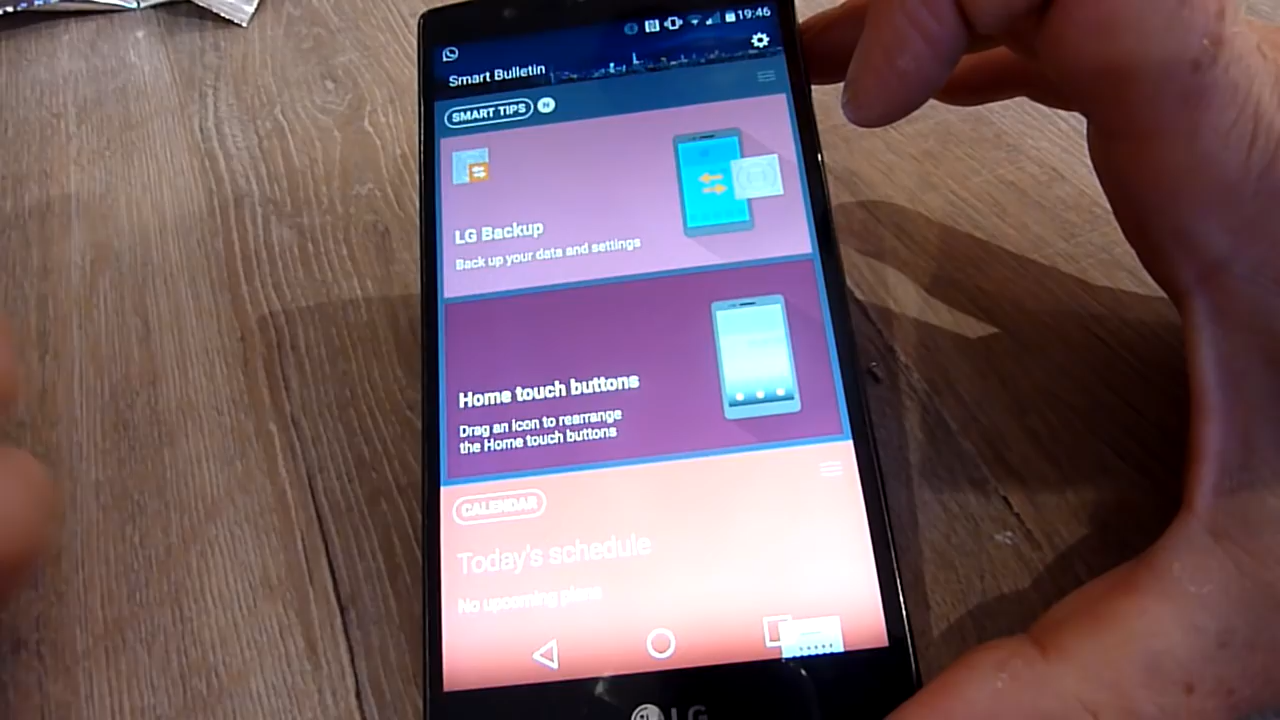 19:46
Smart Bulletin
SMART TIPS N
LG Backup
Back up your data and settings
Home touch buttons
Drag an icon to rearrange
the Home touch buttons
CALENDAR
Today's schedule
No upcoming plans
LG